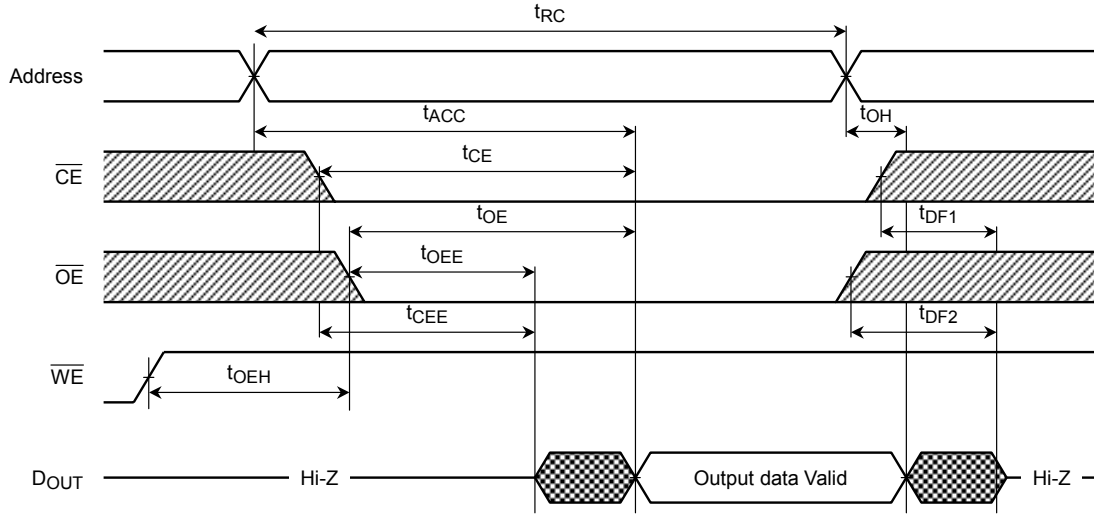 tRC
Address
tACC
tOH
tCE
CE
tOE
tDF1
tOEE
OE
tCEE
tDF2
WE
tOEH
DOUT
Hi-Z
Output data Valid
Hi-Z